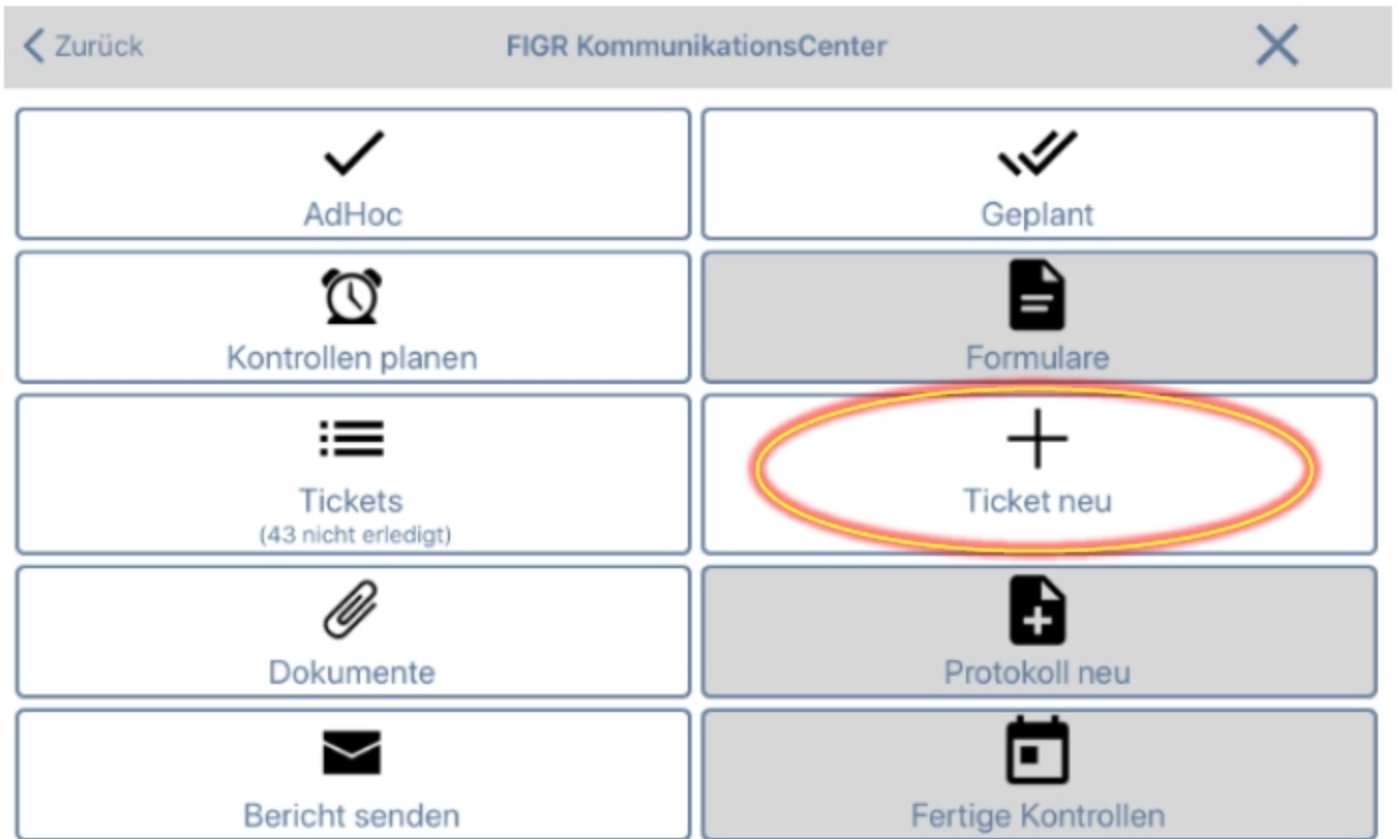 Zurück
FIGR KommunikationsCenter
AdHoc
Geplant
Kontrollen planen
Formulare
Tickets
(43 nicht erledigt)
Ticket neu
Dokumente
Protokoll neu
Bericht senden
Fertige Kontrollen